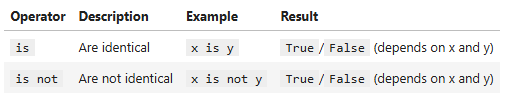 Operator Description Example Result
is Are identical x is y True / False (depends on x and y)
is not Are not identical x is not y True / False (depends on x and y)